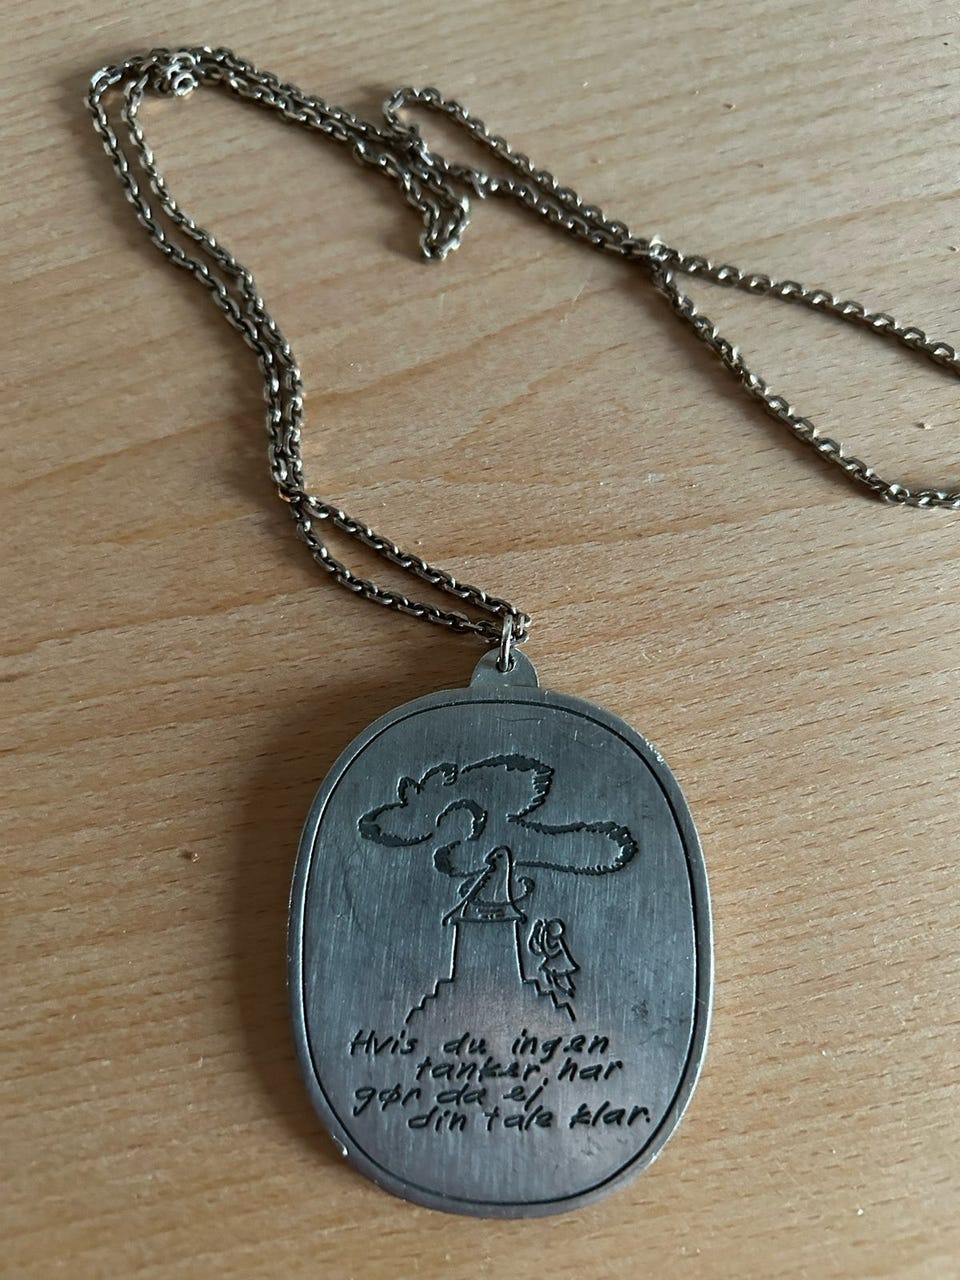 Hvis du ingen
tanker har
gør da ej
din tale klar.